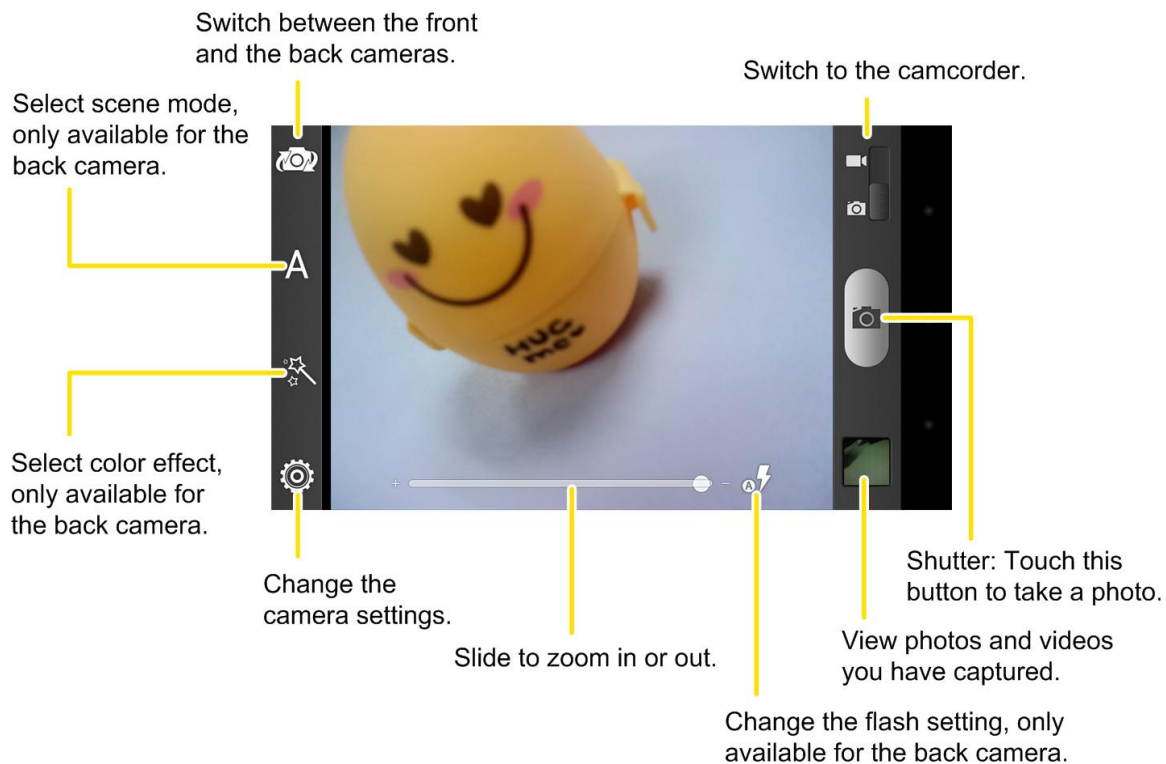 Switch between the front
and the back cameras.
Switch to the camcorder.
Select scene mode,
only available for the
back camera.
A
HUG
me
+
-
A
Select color effect,
only available for
the back camera.
Change the
camera settings.
Slide to zoom in or out.
Shutter: Touch this
button to take a photo.
View photos and videos
you have captured.
Change the flash setting, only
available for the back camera.